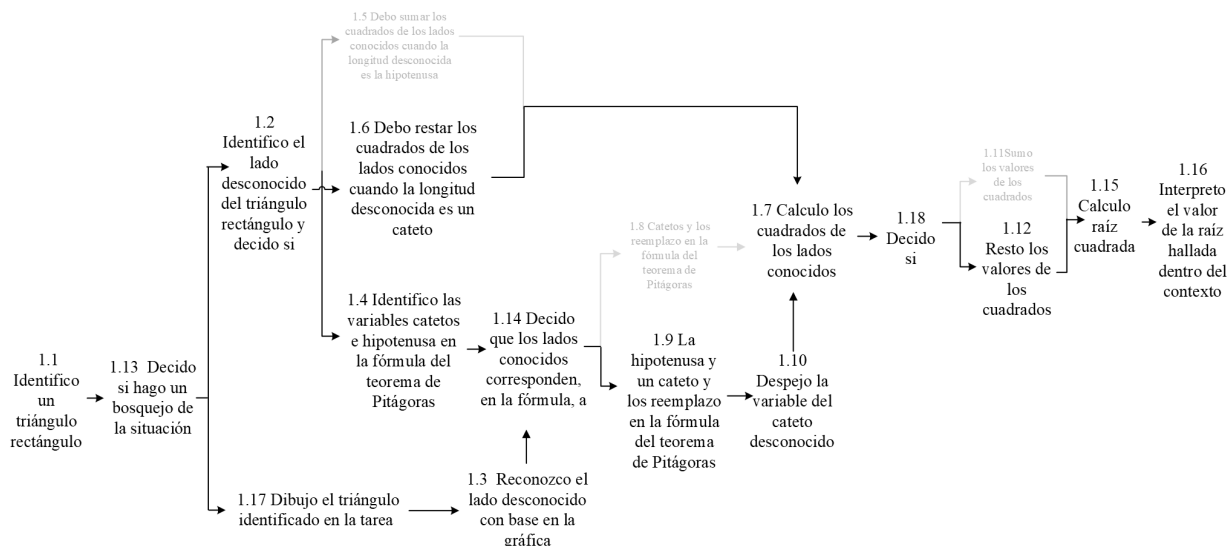 1.1
Identifico
un
triángulo
rectángulo
1.13  Decido
si hago un
bosquejo de
la situación
1.2
Identifico el
lado
desconocido
del triángulo
rectángulo y
decido si
1.5 Debo sumar los
cuadrados de los lados
conocidos cuando la
longitud desconocida
es la hipotenusa
1.6 Debo restar los
cuadrados de los
lados conocidos
cuando la longitud
desconocida es un
cateto
1.4 Identifico las
variables catetos
e hipotenusa en
la fórmula del
teorema de
Pitágoras
1.17 Dibujo el triángulo
identificado en la tarea
1.3  Reconozco el
lado desconocido
con base en la
gráfica
1.14 Decido
que los lados
conocidos
corresponden,
en la fórmula, a
1.8 Catetos y los
reemplazo en la
fórmula del
teorema de
Pitágoras
1.9 La
hipotenusa y
un cateto y
los reemplazo
en la fórmula
del teorema
de Pitágoras
1.10
Despejo la
variable del
cateto
desconocido
1.7 Calculo los
cuadrados de
los lados
conocidos
1.18
Decido
si
1.11Sumo
los valores
de los
cuadrados
1.12
Resto los
valores de
los
cuadrados
1.15
Calculo
raíz
cuadrada
1.16
Interpreto
el valor
de la raíz
hallada
dentro del
contexto